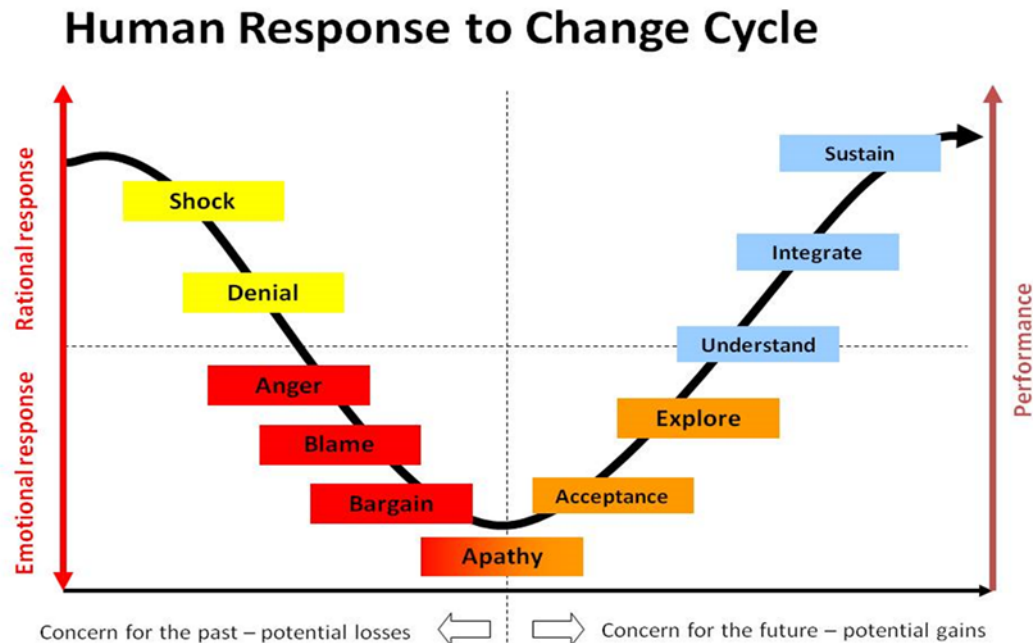 Human Response to Change Cycle
Rational response
Emotional response
Performance
Shock
Denial
Anger
Blame
Bargain
Apathy
Acceptance
Explore
Understand
Integrate
Sustain
Concern for the past – potential losses
Concern for the future – potential gains